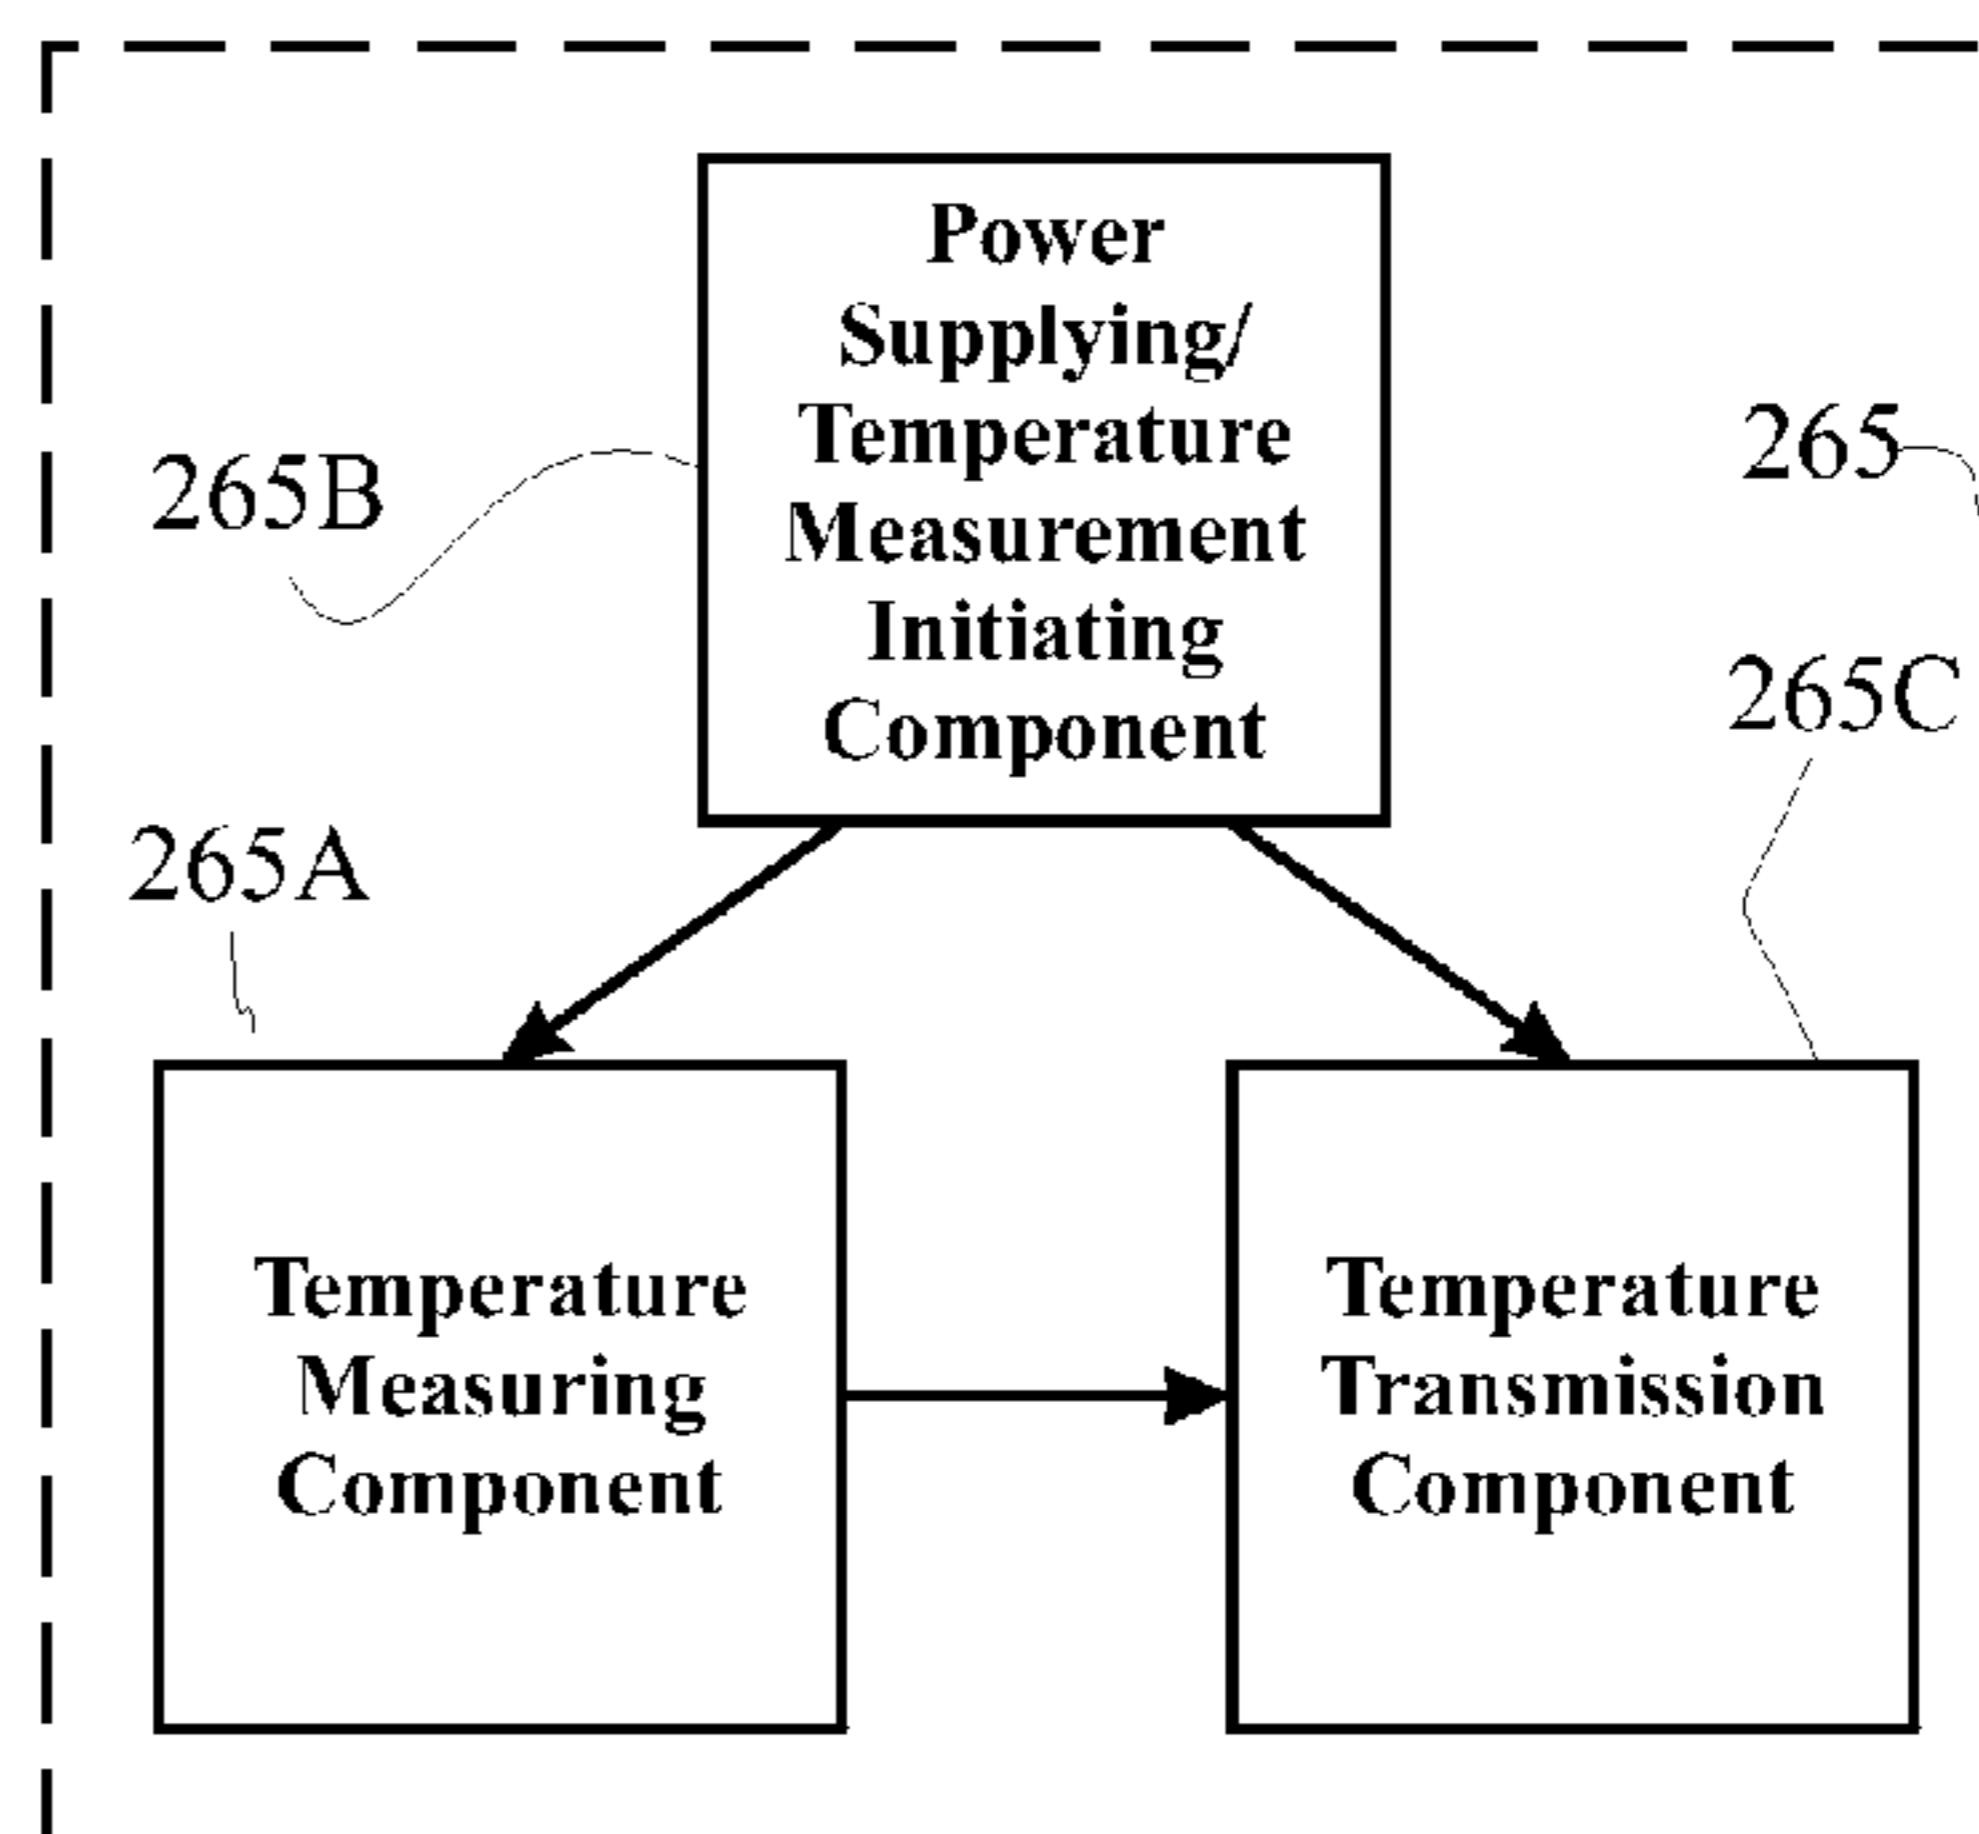 Power
Supplying/
Temperature
Measurement
Initiating
Component
265B
265
265C
265A
Temperature
Measuring
Component
Temperature
Transmission
Component